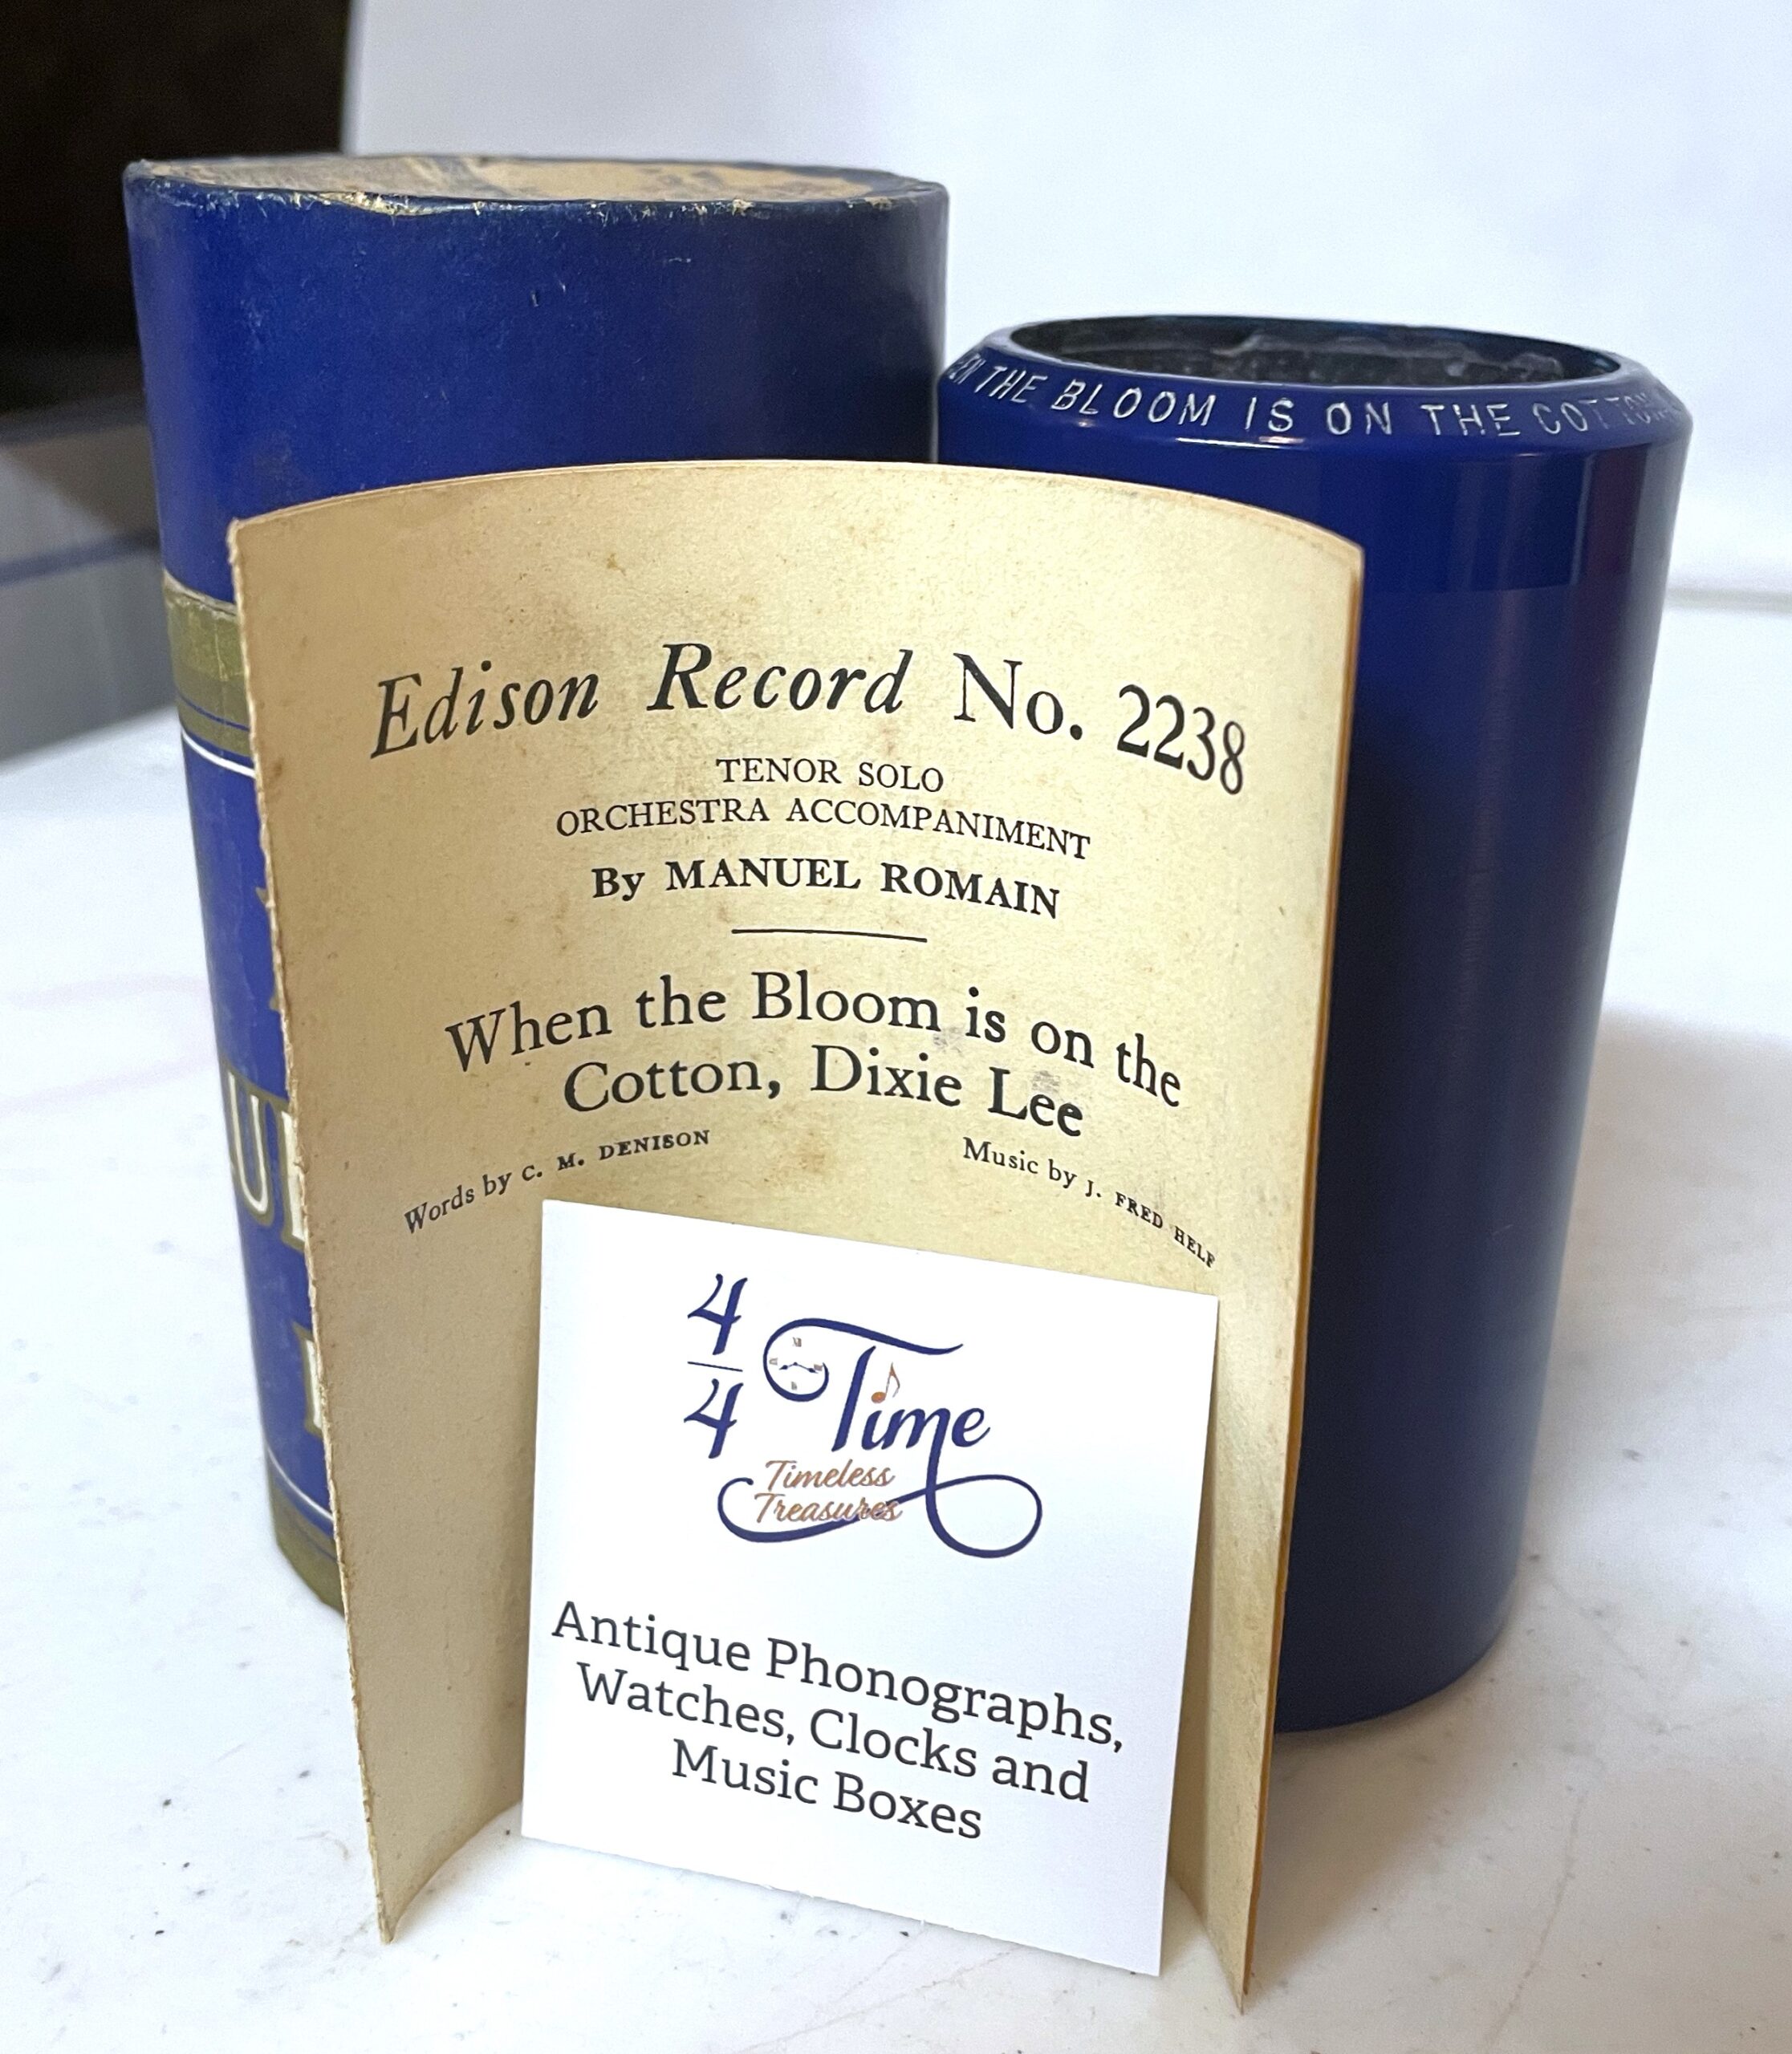 THE BLOOM IS ON THE COTTON
Edison Record No. 2238
TENOR SOLO
ORCHESTRA ACCOMPANIMENT
By MANUEL ROMAIN
When the Bloom is on the
Cotton, Dixie Lee
Words by C. M. DENISON
Music by J. FRED HELF
4
4
Time
Timeless
Treasures
Antique Phonographs,
Watches, Clocks and
Music Boxes